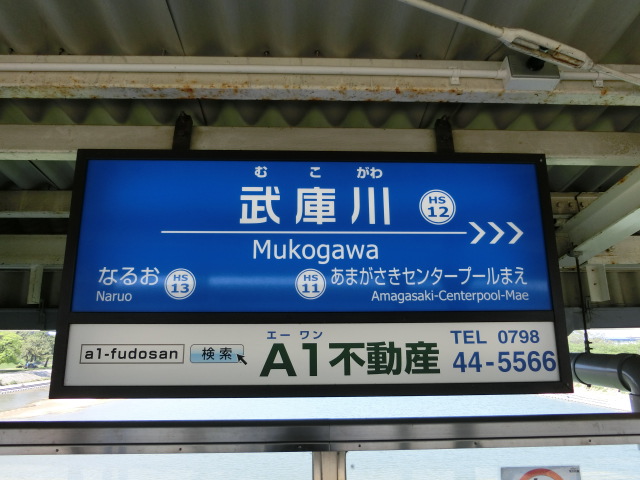 むこがわ
武庫川 HS 12
Mukogawa
なるお HS 13
Naruo
HS 11 あまがさきセンタープールまえ
Amagasaki-Centerpool-Mae
a1-fudosan 検索
エーワン
A1不動産
TEL 0798
44-5566